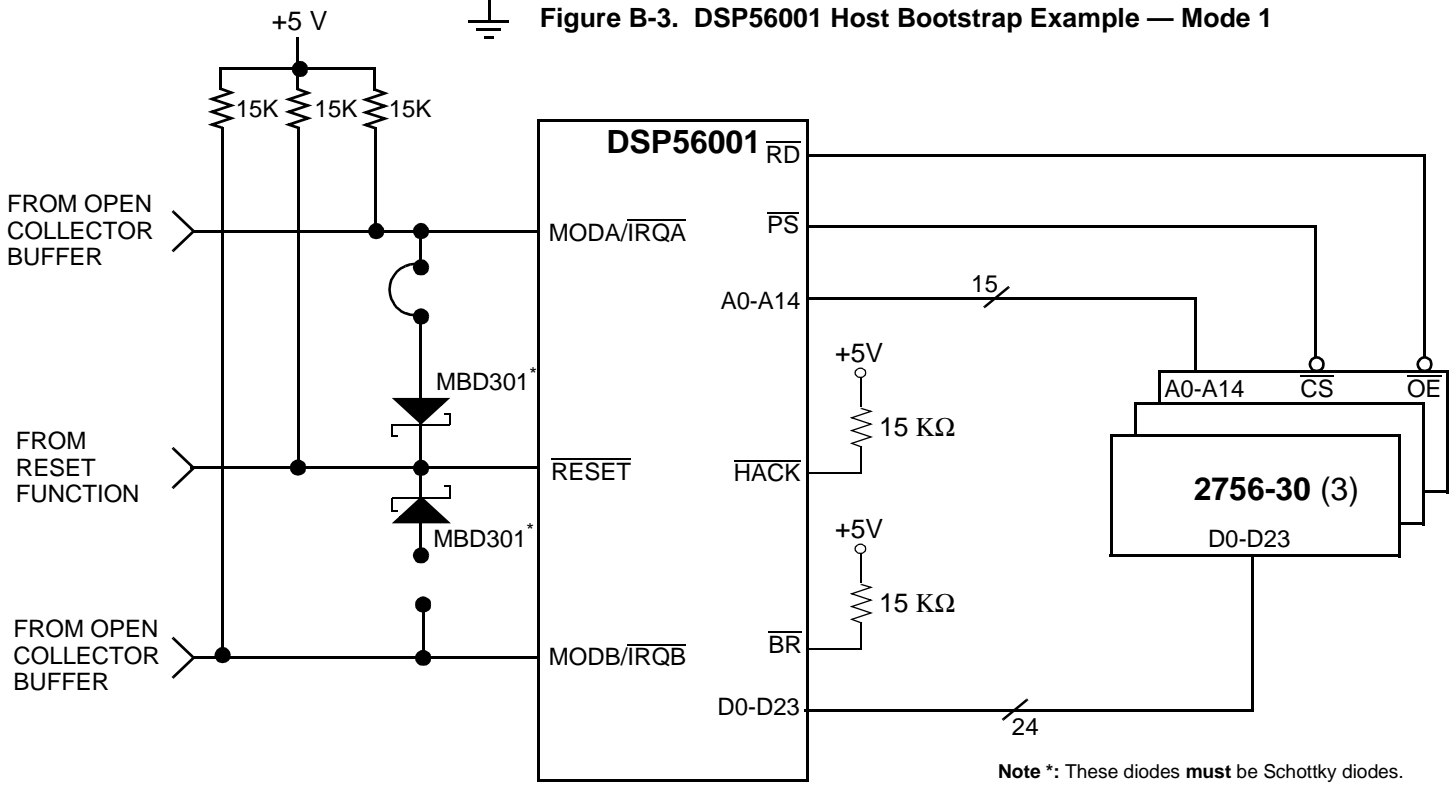 Figure B-3. DSP56001 Host Bootstrap Example — Mode 1
+5 V
15K
15K
15K
DSP56001
RD
FROM OPEN
COLLECTOR
BUFFER
MODA/IRQA
PS
A0-A14
15
+5V
15 KΩ
MBD301*
A0-A14
CS
OE
FROM
RESET
FUNCTION
RESET
HACK
2756-30 (3)
D0-D23
MBD301*
+5V
15 KΩ
FROM OPEN
COLLECTOR
BUFFER
MODB/IRQB
BR
D0-D23
24
Note *: These diodes must be Schottky diodes.